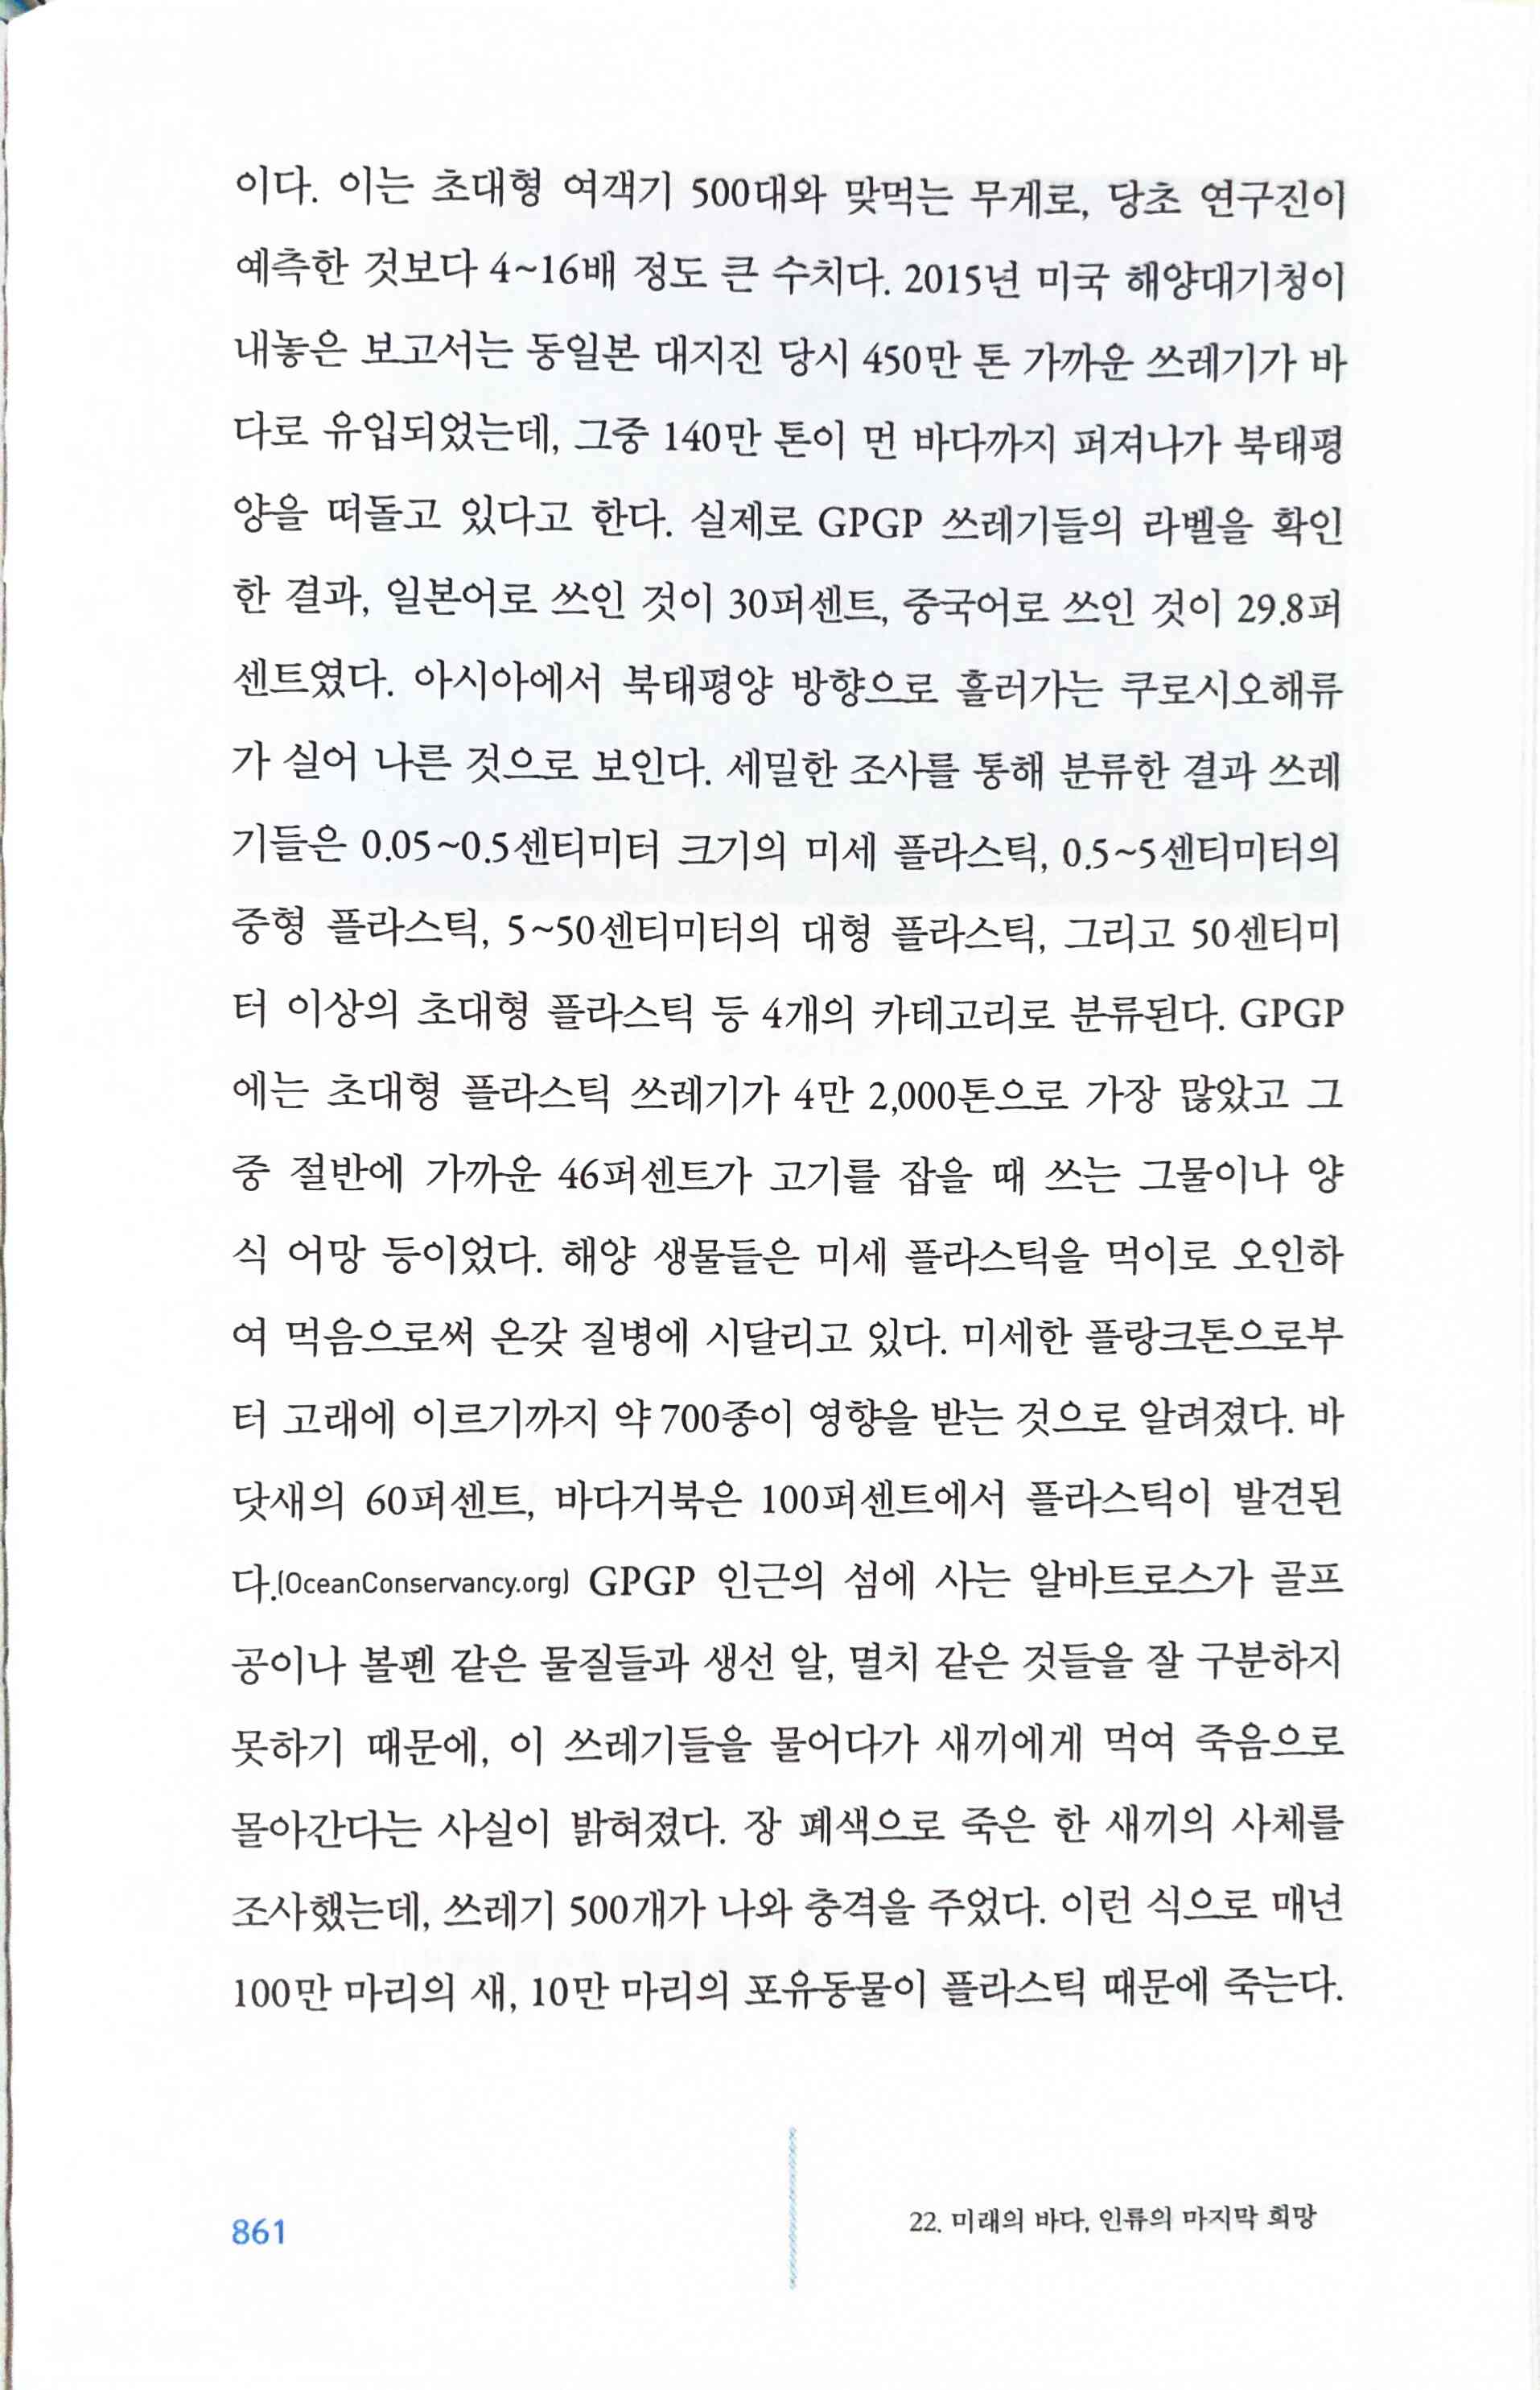 이다. 이는 초대형 여객기 500대와 맞먹는 무게로, 당초 연구진이
예측한 것보다 4~16배 정도 큰 수치다. 2015년 미국 해양대기청이
내놓은 보고서는 동일본 대지진 당시 450만 톤 가까운 쓰레기가 바
다로 유입되었는데, 그중 140만 톤이 먼 바다까지 퍼져나가 북태평
양을 떠돌고 있다고 한다. 실제로 GPGP 쓰레기들의 라벨을 확인
한 결과, 일본어로 쓰인 것이 30퍼센트, 중국어로 쓰인 것이 29.8퍼
센트였다. 아시아에서 북태평양 방향으로 흘러가는 쿠로시오해류
가 실어 나른 것으로 보인다. 세밀한 조사를 통해 분류한 결과 쓰레
기들은 0.05~0.5센티미터 크기의 미세 플라스틱, 0.5~5센티미터의
중형 플라스틱, 5~50센티미터의 대형 플라스틱, 그리고 50센티미
터 이상의 초대형 플라스틱 등 4개의 카테고리로 분류된다. GPGP
에는 초대형 플라스틱 쓰레기가 4만 2,000톤으로 가장 많았고 그
중 절반에 가까운 46퍼센트가 고기를 잡을 때 쓰는 그물이나 양
식 어망 등이었다. 해양 생물들은 미세 플라스틱을 먹이로 오인하
여 먹음으로써 온갖 질병에 시달리고 있다. 미세한 플랑크톤으로부
터 고래에 이르기까지 약 700종이 영향을 받는 것으로 알려졌다. 바
닷새의 60퍼센트, 바다거북은 100퍼센트에서 플라스틱이 발견된
다.(OceanConservancy.org) GPGP 인근의 섬에 사는 알바트로스가 골프
공이나 볼펜 같은 물질들과 생선 알, 멸치 같은 것들을 잘 구분하지
못하기 때문에, 이 쓰레기들을 물어다가 새끼에게 먹여 죽음으로
몰아간다는 사실이 밝혀졌다. 장 폐색으로 죽은 한 새끼의 사체를
조사했는데, 쓰레기 500개가 나와 충격을 주었다. 이런 식으로 매년
100만 마리의 새, 10만 마리의 포유동물이 플라스틱 때문에 죽는다.
861
22. 미래의 바다, 인류의 마지막 희망